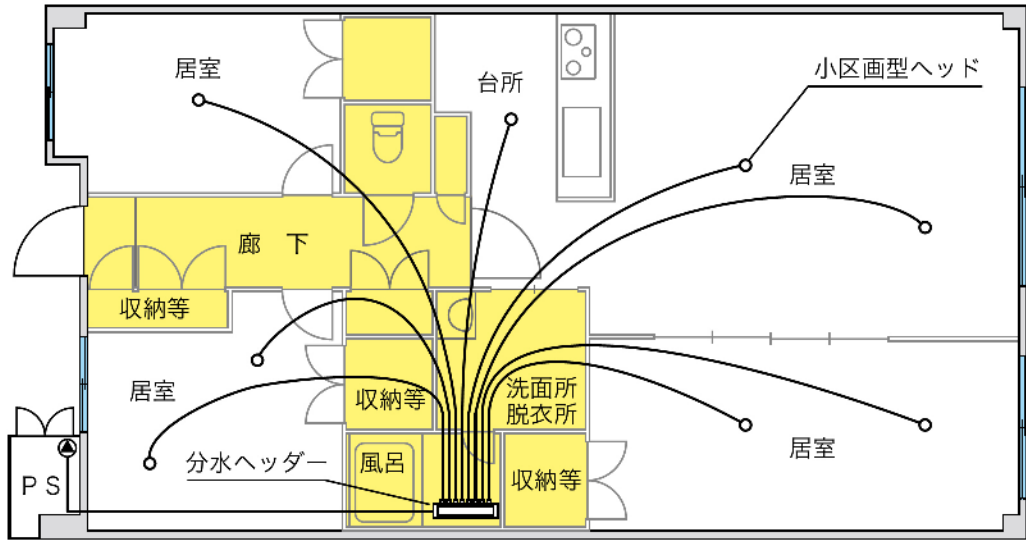 居室
台所
小区画型ヘッド
居室
廊　下
収納等
居室
収納等
洗面所
脱衣所
居室
分水ヘッダー
風呂
収納等
ＰＳ